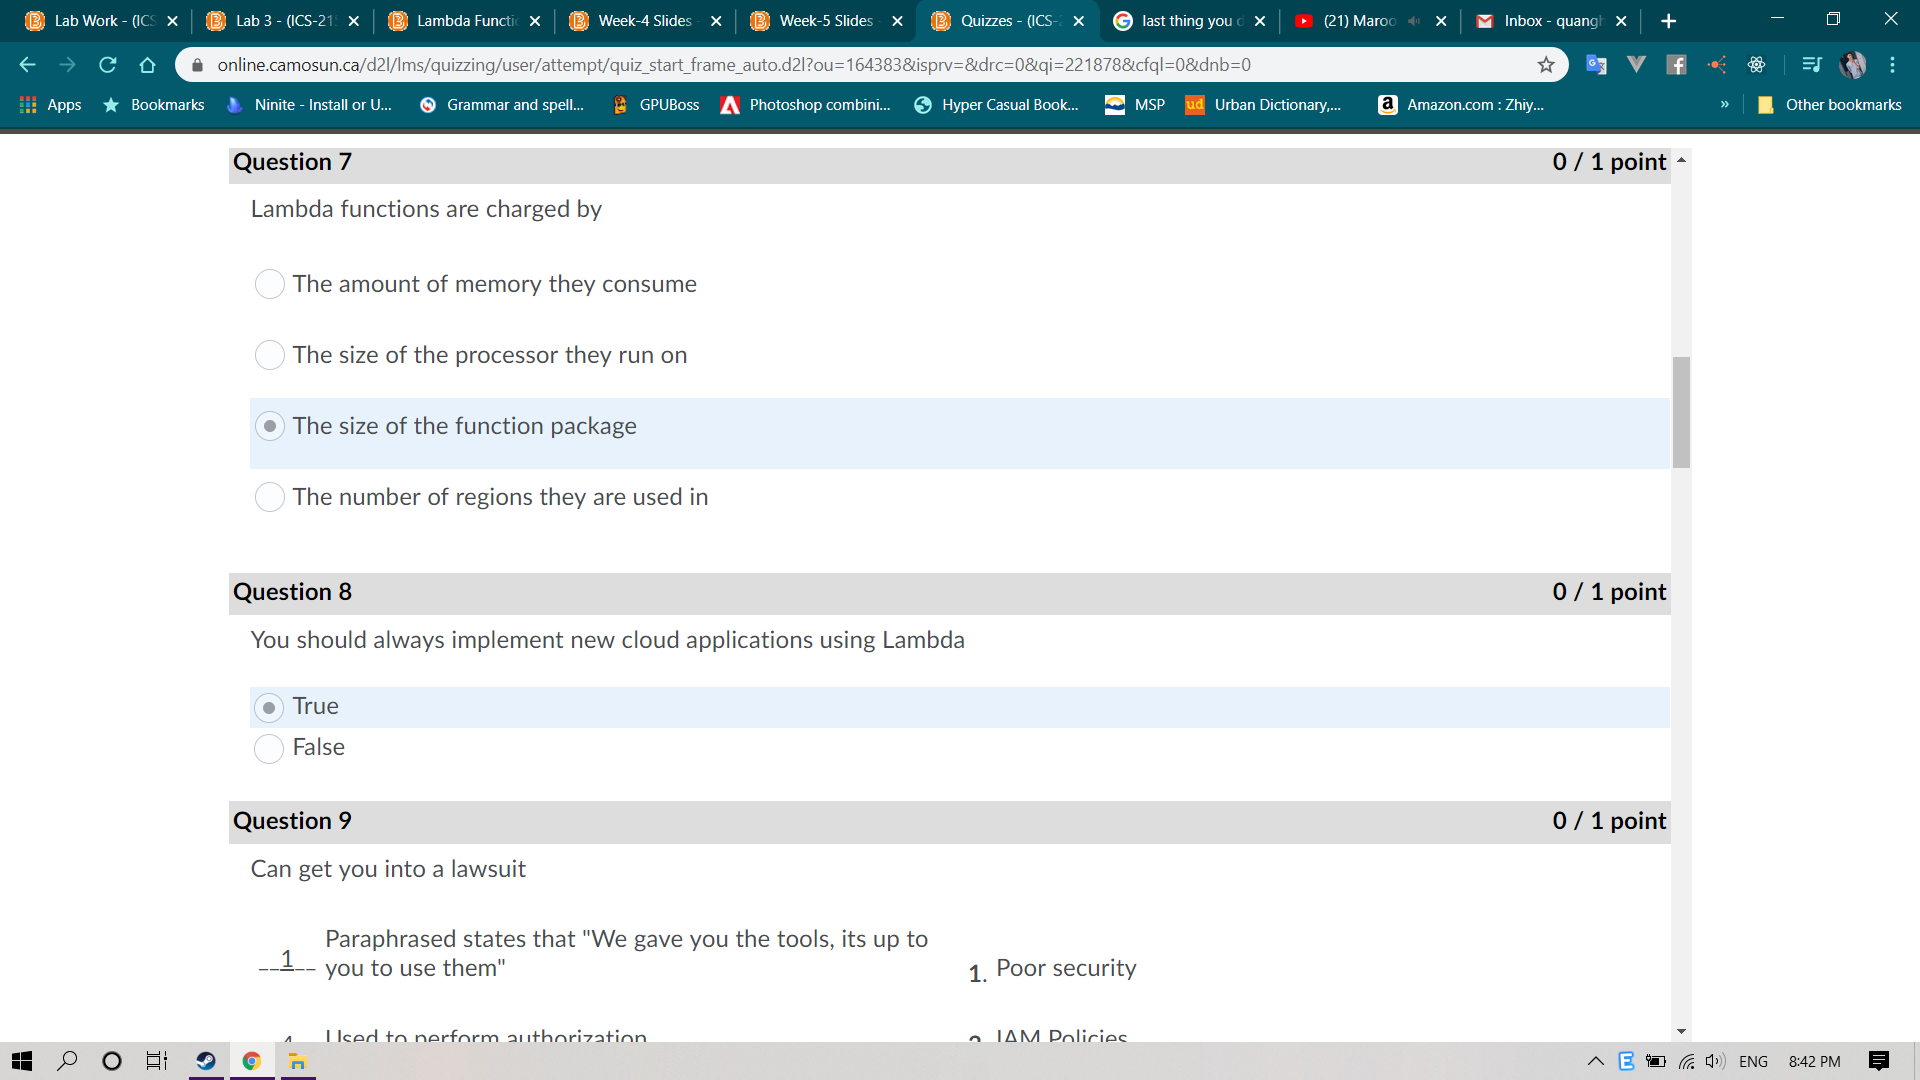 Lab Work - (ICS
Lab 3 - (ICS-21
Lambda Functi
Week-4 Slides
Week-5 Slides -
Quizzes - (ICS-
last thing you d
(21) Maroo
Inbox - quangh
online.camosun.ca/d2l/lms/quizzing/user/attempt/quiz_start_frame_auto.d2l?ou=164383&isprv=&drc=0&qi=221878&cfql=0&dnb=0
Apps
Bookmarks
Ninite - Install or U...
Grammar and spell...
GPUBoss
Photoshop combini...
Hyper Casual Book...
MSP
ud Urban Dictionary,...
a Amazon.com : Zhiy...
» Other bookmarks
Question 7 0 / 1 point
Lambda functions are charged by
The amount of memory they consume
The size of the processor they run on
The size of the function package
The number of regions they are used in
Question 8 0 / 1 point
You should always implement new cloud applications using Lambda
True
False
Question 9 0 / 1 point
Can get you into a lawsuit
__1__ Paraphrased states that "We gave you the tools, its up to
you to use them"
1. Poor security
4 Used to perform authorization
2 IAM Policies
ENG
8:42 PM